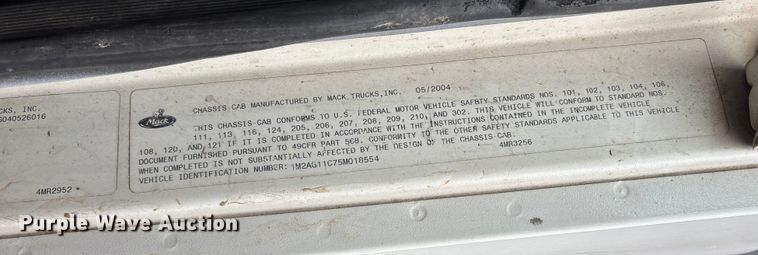 CKS, INC.
G040526016
4MR2952
Mack
CHASSIS CAB MANUFACTURED BY MACK TRUCKS, INC. 05/2004
THIS CHASSIS-CAB CONFORMS TO U.S. FEDERAL MOTOR VEHICLE SAFETY STANDARDS NOS. 101, 102, 103, 104, 106,
108, 120, AND 121 IF IT IS COMPLETED IN ACCORDANCE WITH THE INSTRUCTIONS CONTAINED IN THE INCOMPLETE VEHICLE
111, 113, 116, 124, 205, 206, 207, 208, 209, 210, AND 302. THIS VEHICLE WILL CONFORM TO STANDARD NOS.
DOCUMENT FURNISHED PURSUANT TO 49CFR PART 568. CONFORMITY TO THE OTHER SAFETY STANDARDS APPLICABLE TO THIS VEHICLE
WHEN COMPLETED IS NOT SUBSTANTIALLY AFFECTED BY THE DESIGN OF THE CHASSIS CAB.
VEHICLE IDENTIFICATION NUMBER: 1M2AG11C75M018554 4MR3256
Purple Wave Auction